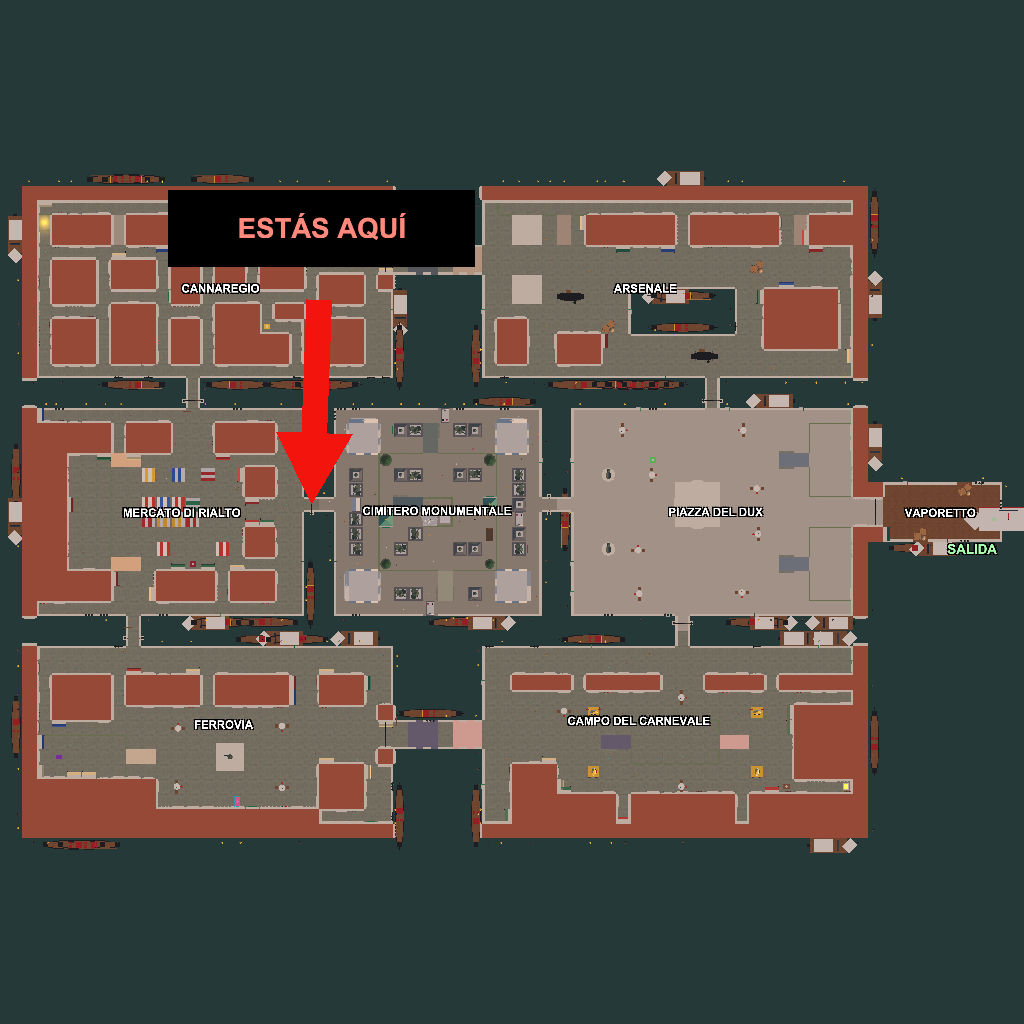 ESTÁS AQUÍ
CANNAREGIO
ARSENALE
MERCATO DI RIALTO
CIMITERO MONUMENTALE
PIAZZA DEL DUX
VAPORETTO
SALIDA
FERROVIA
CAMPO DEL CARNEVALE